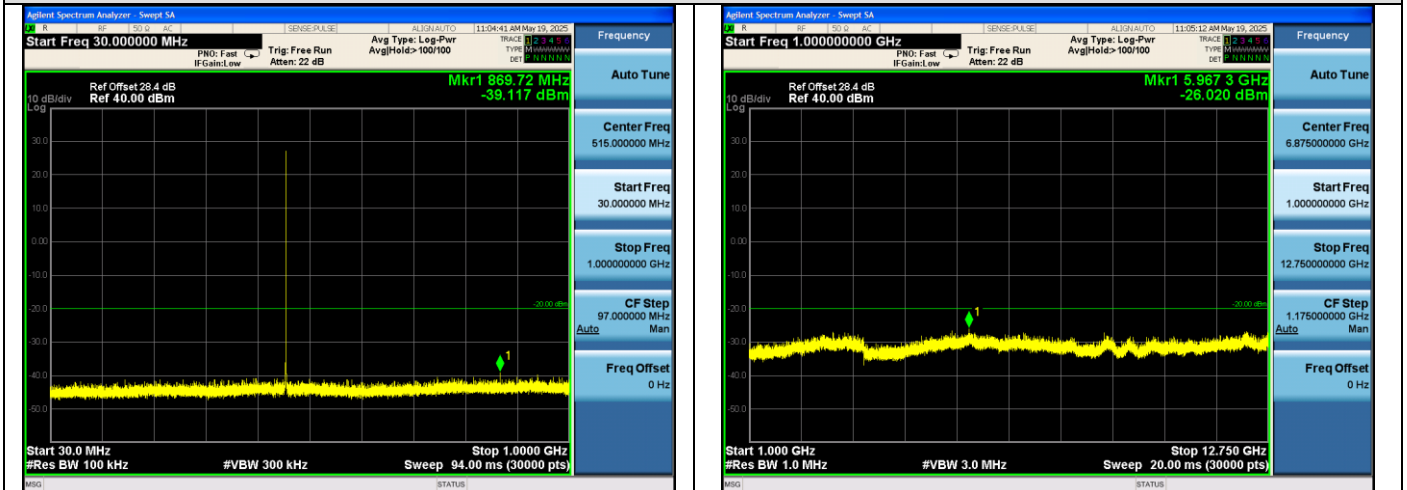 Agilent Spectrum Analyzer - Swept SA
R RF 50 Ω AC SENSE:PULSE ALIGNAUTO 11:04:41 AM May 19, 2025
Start Freq 30.000000 MHz
PNO: Fast
IFGain:Low
Trig: Free Run
Atten: 22 dB
Avg Type: Log-Pwr
Avg|Hold:>100/100
TRACE 1 2 3 4 5 6
TYPE
DET P N N N N N
Ref Offset 28.4 dB
Ref 40.00 dBm
10 dB/div
Log
Mkr1 869.72 MHz
-39.117 dBm
30.0
20.0
10.0
0.00
-10.0
-20.0
-30.0
-40.0
-50.0
-20.00 dBm
1
Start 30.0 MHz
Stop 1.0000 GHz
#Res BW 100 kHz
#VBW 300 kHz
Sweep 94.00 ms (30000 pts)
MSG
STATUS
Frequency
Auto Tune
Center Freq
515.000000 MHz
Start Freq
30.000000 MHz
Stop Freq
1.000000000 GHz
CF Step
97.000000 MHz
Auto Man
Freq Offset
0 Hz
Agilent Spectrum Analyzer - Swept SA
R RF 50 Ω AC SENSE:PULSE ALIGNAUTO 11:05:12 AM May 19, 2025
Start Freq 1.000000000 GHz
PNO: Fast
IFGain:Low
Trig: Free Run
Atten: 22 dB
Avg Type: Log-Pwr
Avg|Hold:>100/100
TRACE 1 2 3 4 5 6
TYPE
DET P N N N N N
Ref Offset 28.4 dB
Ref 40.00 dBm
10 dB/div
Log
Mkr1 5.967 3 GHz
-26.020 dBm
30.0
20.0
10.0
0.00
-10.0
-20.0
-30.0
-40.0
-50.0
-20.00 dBm
1
Start 1.000 GHz
Stop 12.750 GHz
#Res BW 1.0 MHz
#VBW 3.0 MHz
Sweep 20.00 ms (30000 pts)
MSG
STATUS
Frequency
Auto Tune
Center Freq
6.875000000 GHz
Start Freq
1.000000000 GHz
Stop Freq
12.750000000 GHz
CF Step
1.175000000 GHz
Auto Man
Freq Offset
0 Hz